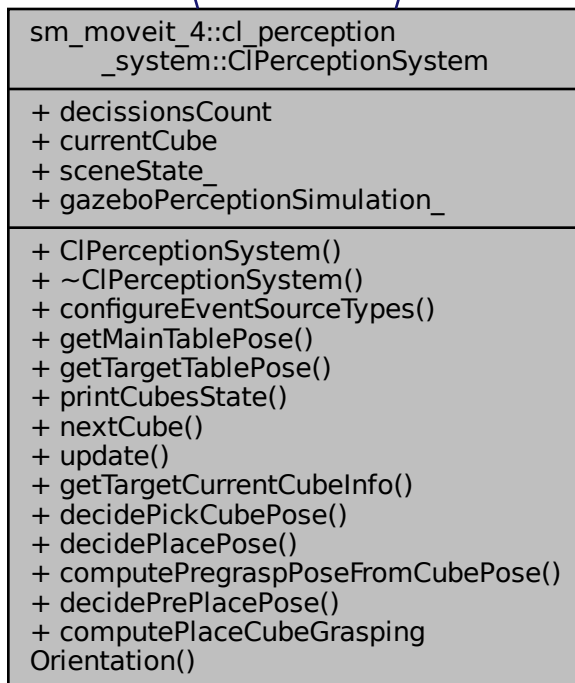 sm_moveit_4::cl_perception
_system::ClPerceptionSystem
+ decissionsCount
+ currentCube
+ sceneState_
+ gazeboPerceptionSimulation_
+ ClPerceptionSystem()
+ ~ClPerceptionSystem()
+ configureEventSourceTypes()
+ getMainTablePose()
+ getTargetTablePose()
+ printCubesState()
+ nextCube()
+ update()
+ getTargetCurrentCubeInfo()
+ decidePickCubePose()
+ decidePlacePose()
+ computePregraspPoseFromCubePose()
+ decidePrePlacePose()
+ computePlaceCubeGrasping
Orientation()